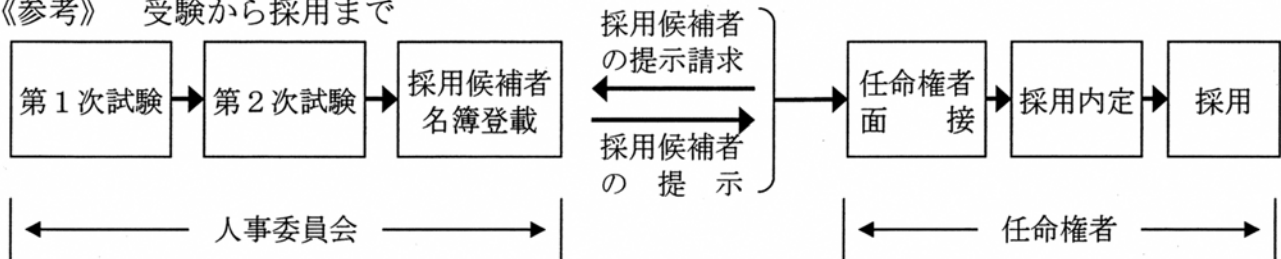 《参考》 受験から採用まで
第1次試験
第2次試験
採用候補者
名簿登載
採用候補者
の提示請求
採用候補者
の提示
任命権者
面接
採用内定
採用
人事委員会
任命権者